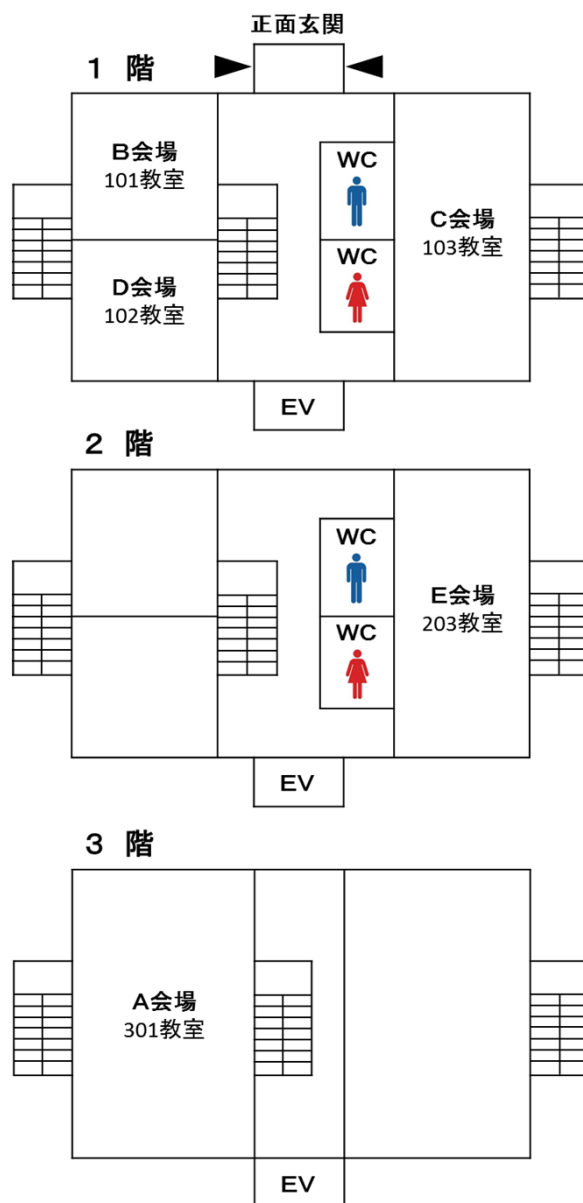 正面玄関
1 階
B会場
101教室
WC
C会場
103教室
WC
D会場
102教室
EV
2 階
WC
E会場
203教室
WC
EV
3 階
A会場
301教室
EV